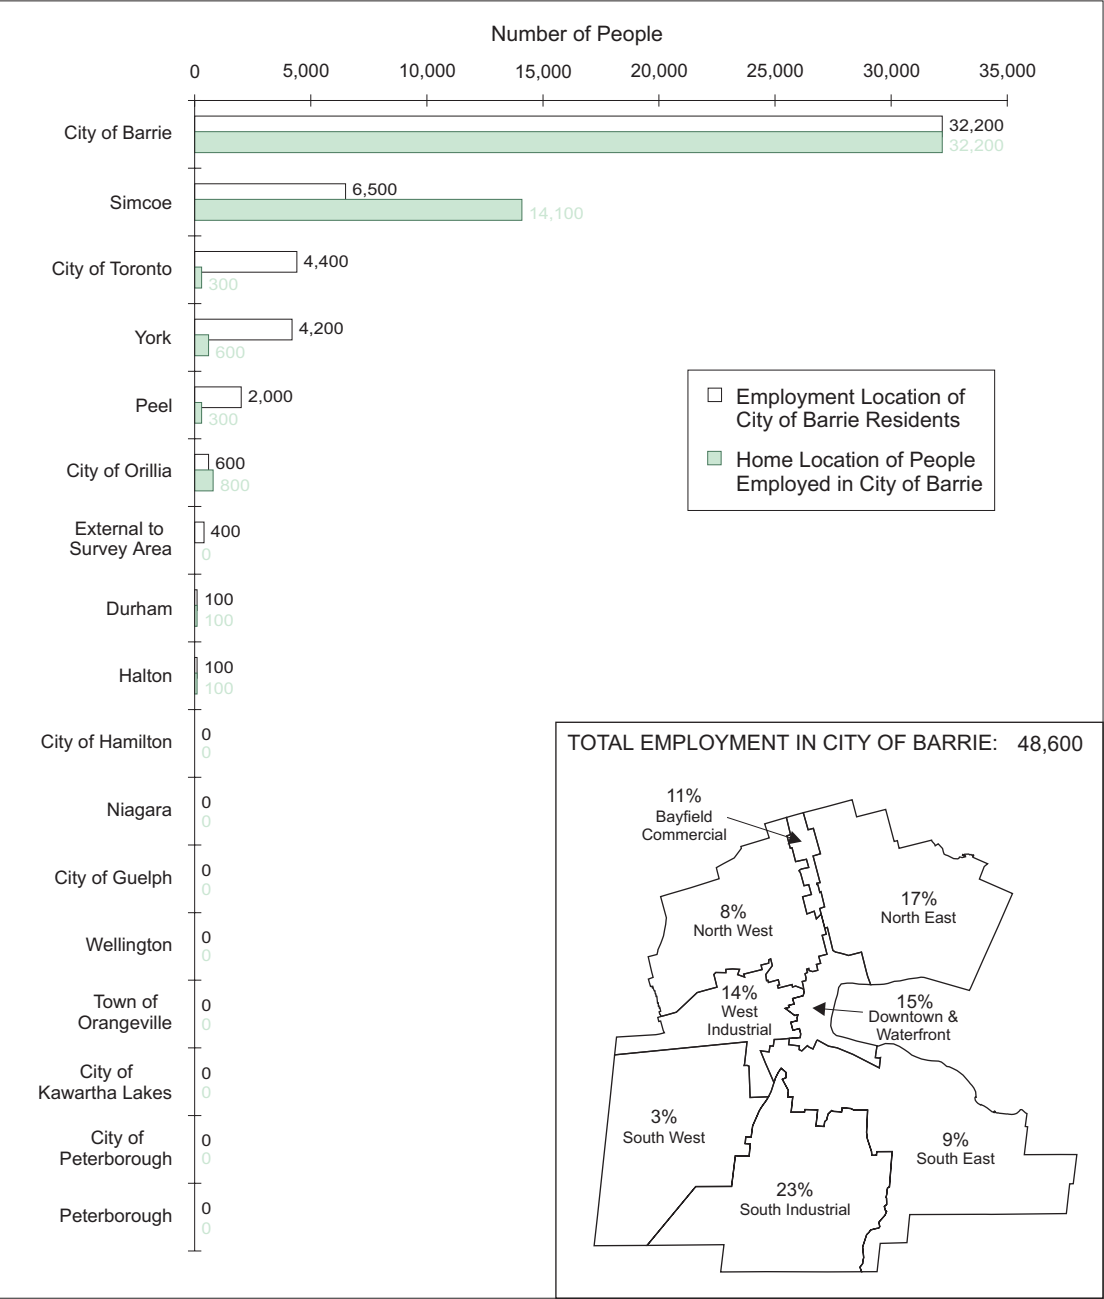 Number of People
0 5,000 10,000 15,000 20,000 25,000 30,000 35,000
City of Barrie 32,200
32,200
Simcoe 6,500
14,100
City of Toronto 4,400
300
York 4,200
600
Peel 2,000
300
City of Orillia 600
800
External to
Survey Area
400
0
Durham 100
100
Halton 100
100
City of Hamilton 0
0
Niagara 0
0
City of Guelph 0
0
Wellington 0
0
Town of
Orangeville
0
0
City of
Kawartha Lakes
0
0
City of
Peterborough
0
0
Peterborough 0
0
Employment Location of
City of Barrie Residents
Home Location of People
Employed in City of Barrie
TOTAL EMPLOYMENT IN CITY OF BARRIE: 48,600
11%
Bayfield
Commercial
17%
North East
8%
North West
14%
West
Industrial
15%
Downtown &
Waterfront
3%
South West
9%
South East
23%
South Industrial